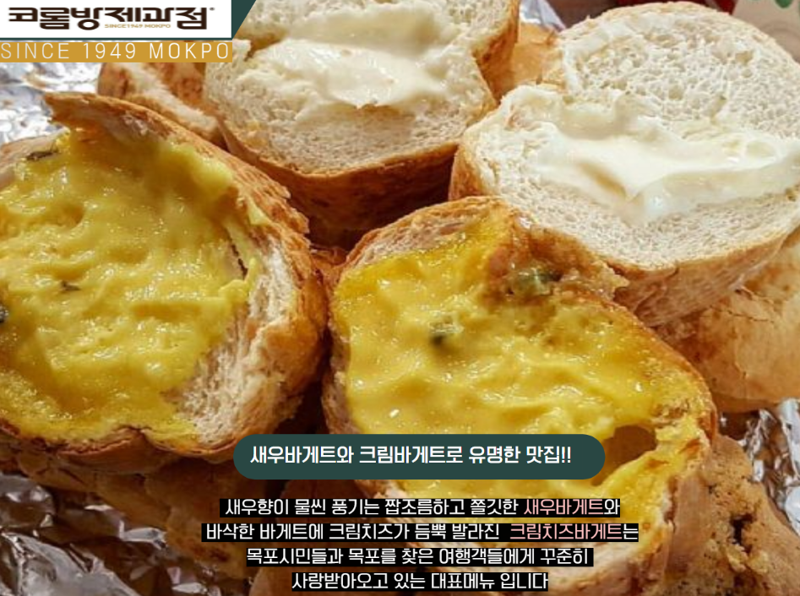 코롬방제과점
SINCE1949 MOKPO
SINCE 1949 MOKPO
새우바게트와 크림바게트로 유명한 맛집!!
새우향이 물씬 풍기는 짭조름하고 쫄깃한 새우바게트와
바삭한 바게트에 크림치즈가 듬뿍 발라진 크림치즈바게트는
목포시민들과 목포를 찾은 여행객들에게 꾸준히
사랑받아오고 있는 대표메뉴 입니다